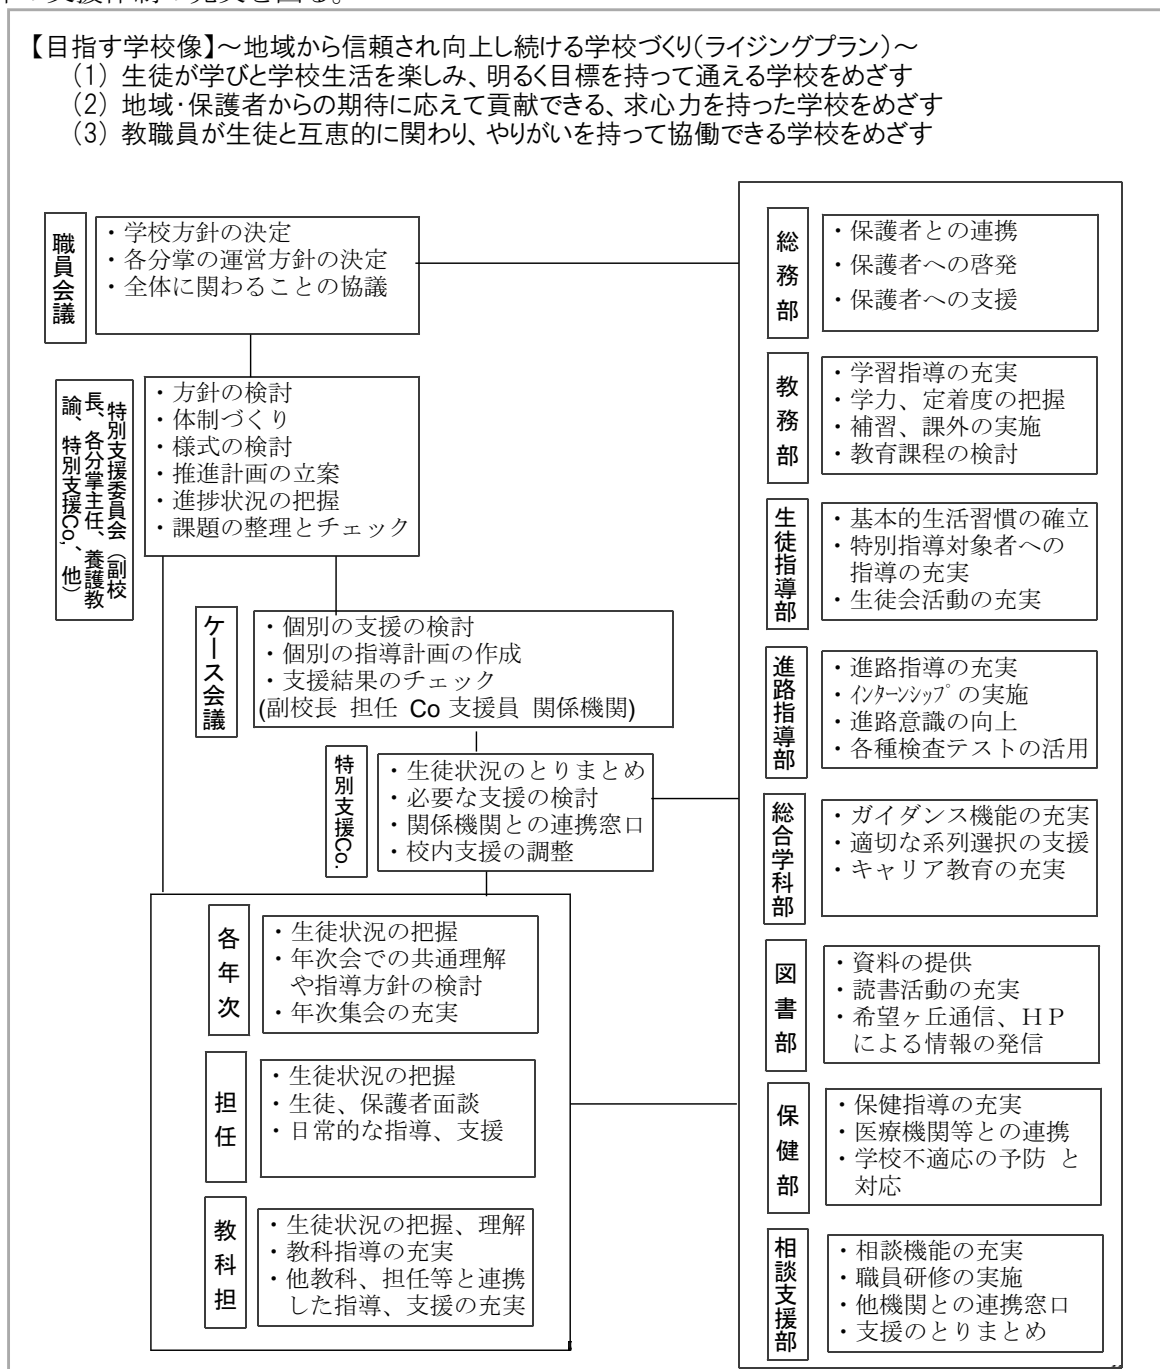 【目指す学校像】～地域から信頼され向上し続ける学校づくり(ライジングプラン)～
(1) 生徒が学びと学校生活を楽しみ、明るく目標を持って通える学校をめざす
(2) 地域･保護者からの期待に応えて貢献できる、求心力を持った学校をめざす
(3) 教職員が生徒と互恵的に関わり、やりがいを持って協働できる学校をめざす
職員会議
・学校方針の決定
・各分掌の運営方針の決定
・全体に関わることの協議
特別支援委員会（副校
長、各分掌主任、養護教
諭、特別支援Co,、他）
・方針の検討
・体制づくり
・様式の検討
・推進計画の立案
・進捗状況の把握
・課題の整理とチェック
ケース会議
・個別の支援の検討
・個別の指導計画の作成
・支援結果のチェック
(副校長 担任 Co 支援員 関係機関)
特別支援Co.
・生徒状況のとりまとめ
・必要な支援の検討
・関係機関との連携窓口
・校内支援の調整
各年次
・生徒状況の把握
・年次会での共通理解
や指導方針の検討
・年次集会の充実
担任
・生徒状況の把握
・生徒、保護者面談
・日常的な指導、支援
教科担
・生徒状況の把握、理解
・教科指導の充実
・他教科、担任等と連携
した指導、支援の充実
総務部
・保護者との連携
・保護者への啓発
・保護者への支援
教務部
・学習指導の充実
・学力、定着度の把握
・補習、課外の実施
・教育課程の検討
生徒指導部
・基本的生活習慣の確立
・特別指導対象者への
指導の充実
・生徒会活動の充実
進路指導部
・進路指導の充実
・ｲﾝﾀｰﾝｼｯﾌﾟの実施
・進路意識の向上
・各種検査テストの活用
総合学科部
・ガイダンス機能の充実
・適切な系列選択の支援
・キャリア教育の充実
図書部
・資料の提供
・読書活動の充実
・希望ヶ丘通信、ＨＰ
による情報の発信
保健部
・保健指導の充実
・医療機関等との連携
・学校不適応の予防 と
対応
相談支援部
・相談機能の充実
・職員研修の実施
・他機関との連携窓口
・支援のとりまとめ